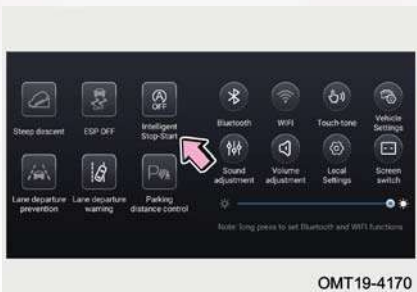 OFF
Steep descent
ESP OFF
Intelligent
Stop-Start
Bluetooth
WIFI
Touch-tone
Vehicle
Settings
Lane departure
prevention
Lane departure
warning
Parking
distance control
Sound
adjustment
Volume
adjustment
Local
Settings
Screen
switch
Note: long press to set Bluetooth and WIFI functions
OMT19-4170